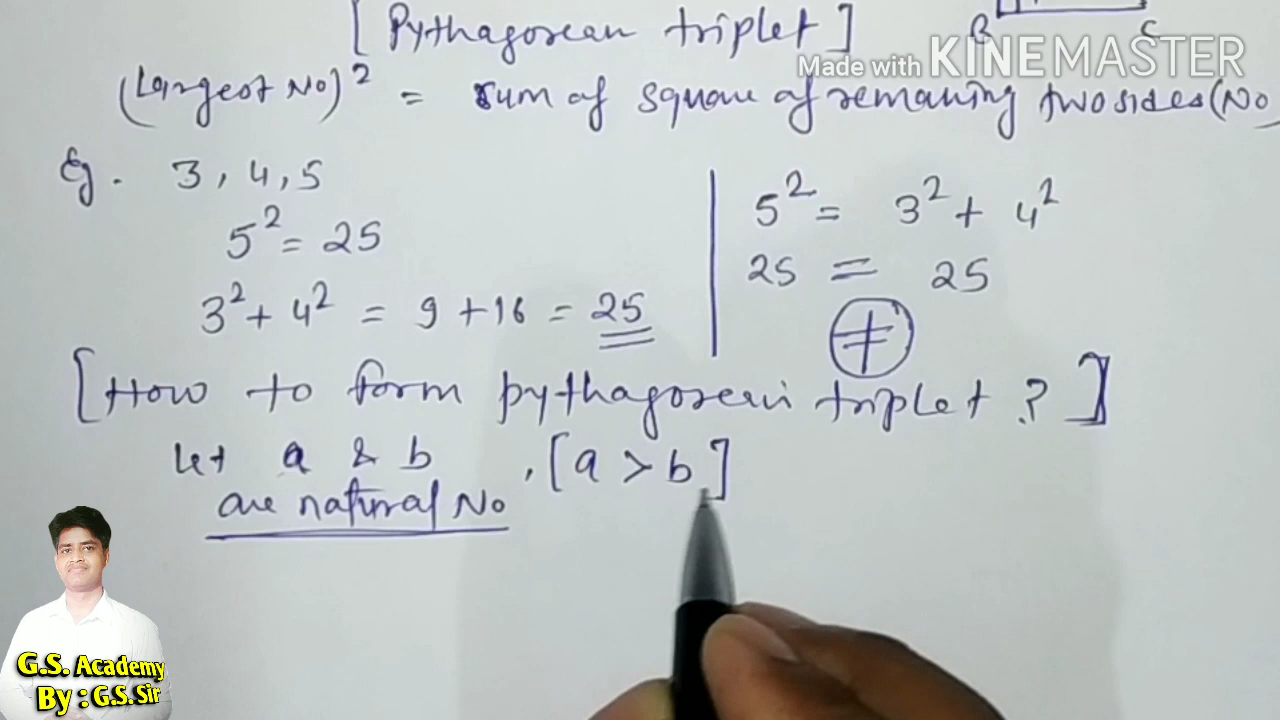 [ Pythagorean triplet ]
B C
Made with KINEMASTER
(Largest No)² = sum of square of remaining two sides (No
Eg. 3, 4, 5
5² = 25
3² + 4² = 9 + 16 = 25
5² = 3² + 4²
25 = 25
[ How to form pythagorean triplet ? ]
Let a & b , [ a > b ]
are natural No
G.S. Academy
By : G.S. Sir